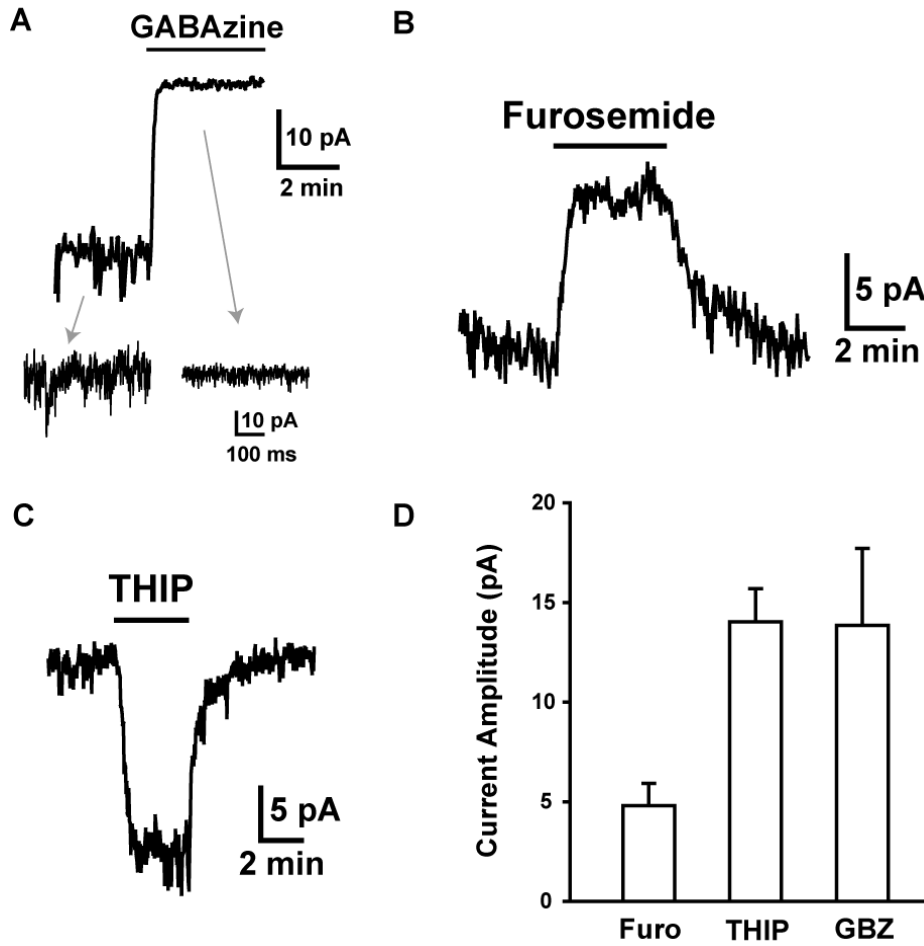 A
GABAzine
10 pA
2 min
10 pA
100 ms
B
Furosemide
5 pA
2 min
C
THIP
5 pA
2 min
D
Current Amplitude (pA)
20
15
10
5
0
Furo THIP GBZ